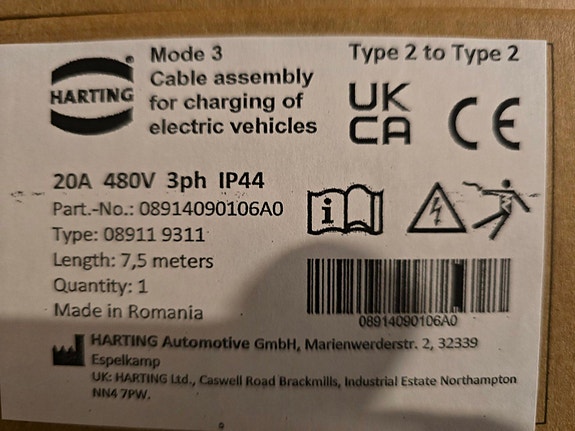 HARTING
Mode 3
Cable assembly
for charging of
electric vehicles
Type 2 to Type 2
UK
CA
CE
20A 480V 3ph IP44
Part.-No.: 08914090106A0
Type: 08911 9311
Length: 7,5 meters
Quantity: 1
Made in Romania
i
08914090106A0
HARTING Automotive GmbH, Marienwerderstr. 2, 32339
Espelkamp
UK: HARTING Ltd., Caswell Road Brackmills, Industrial Estate Northampton
NN4 7PW.